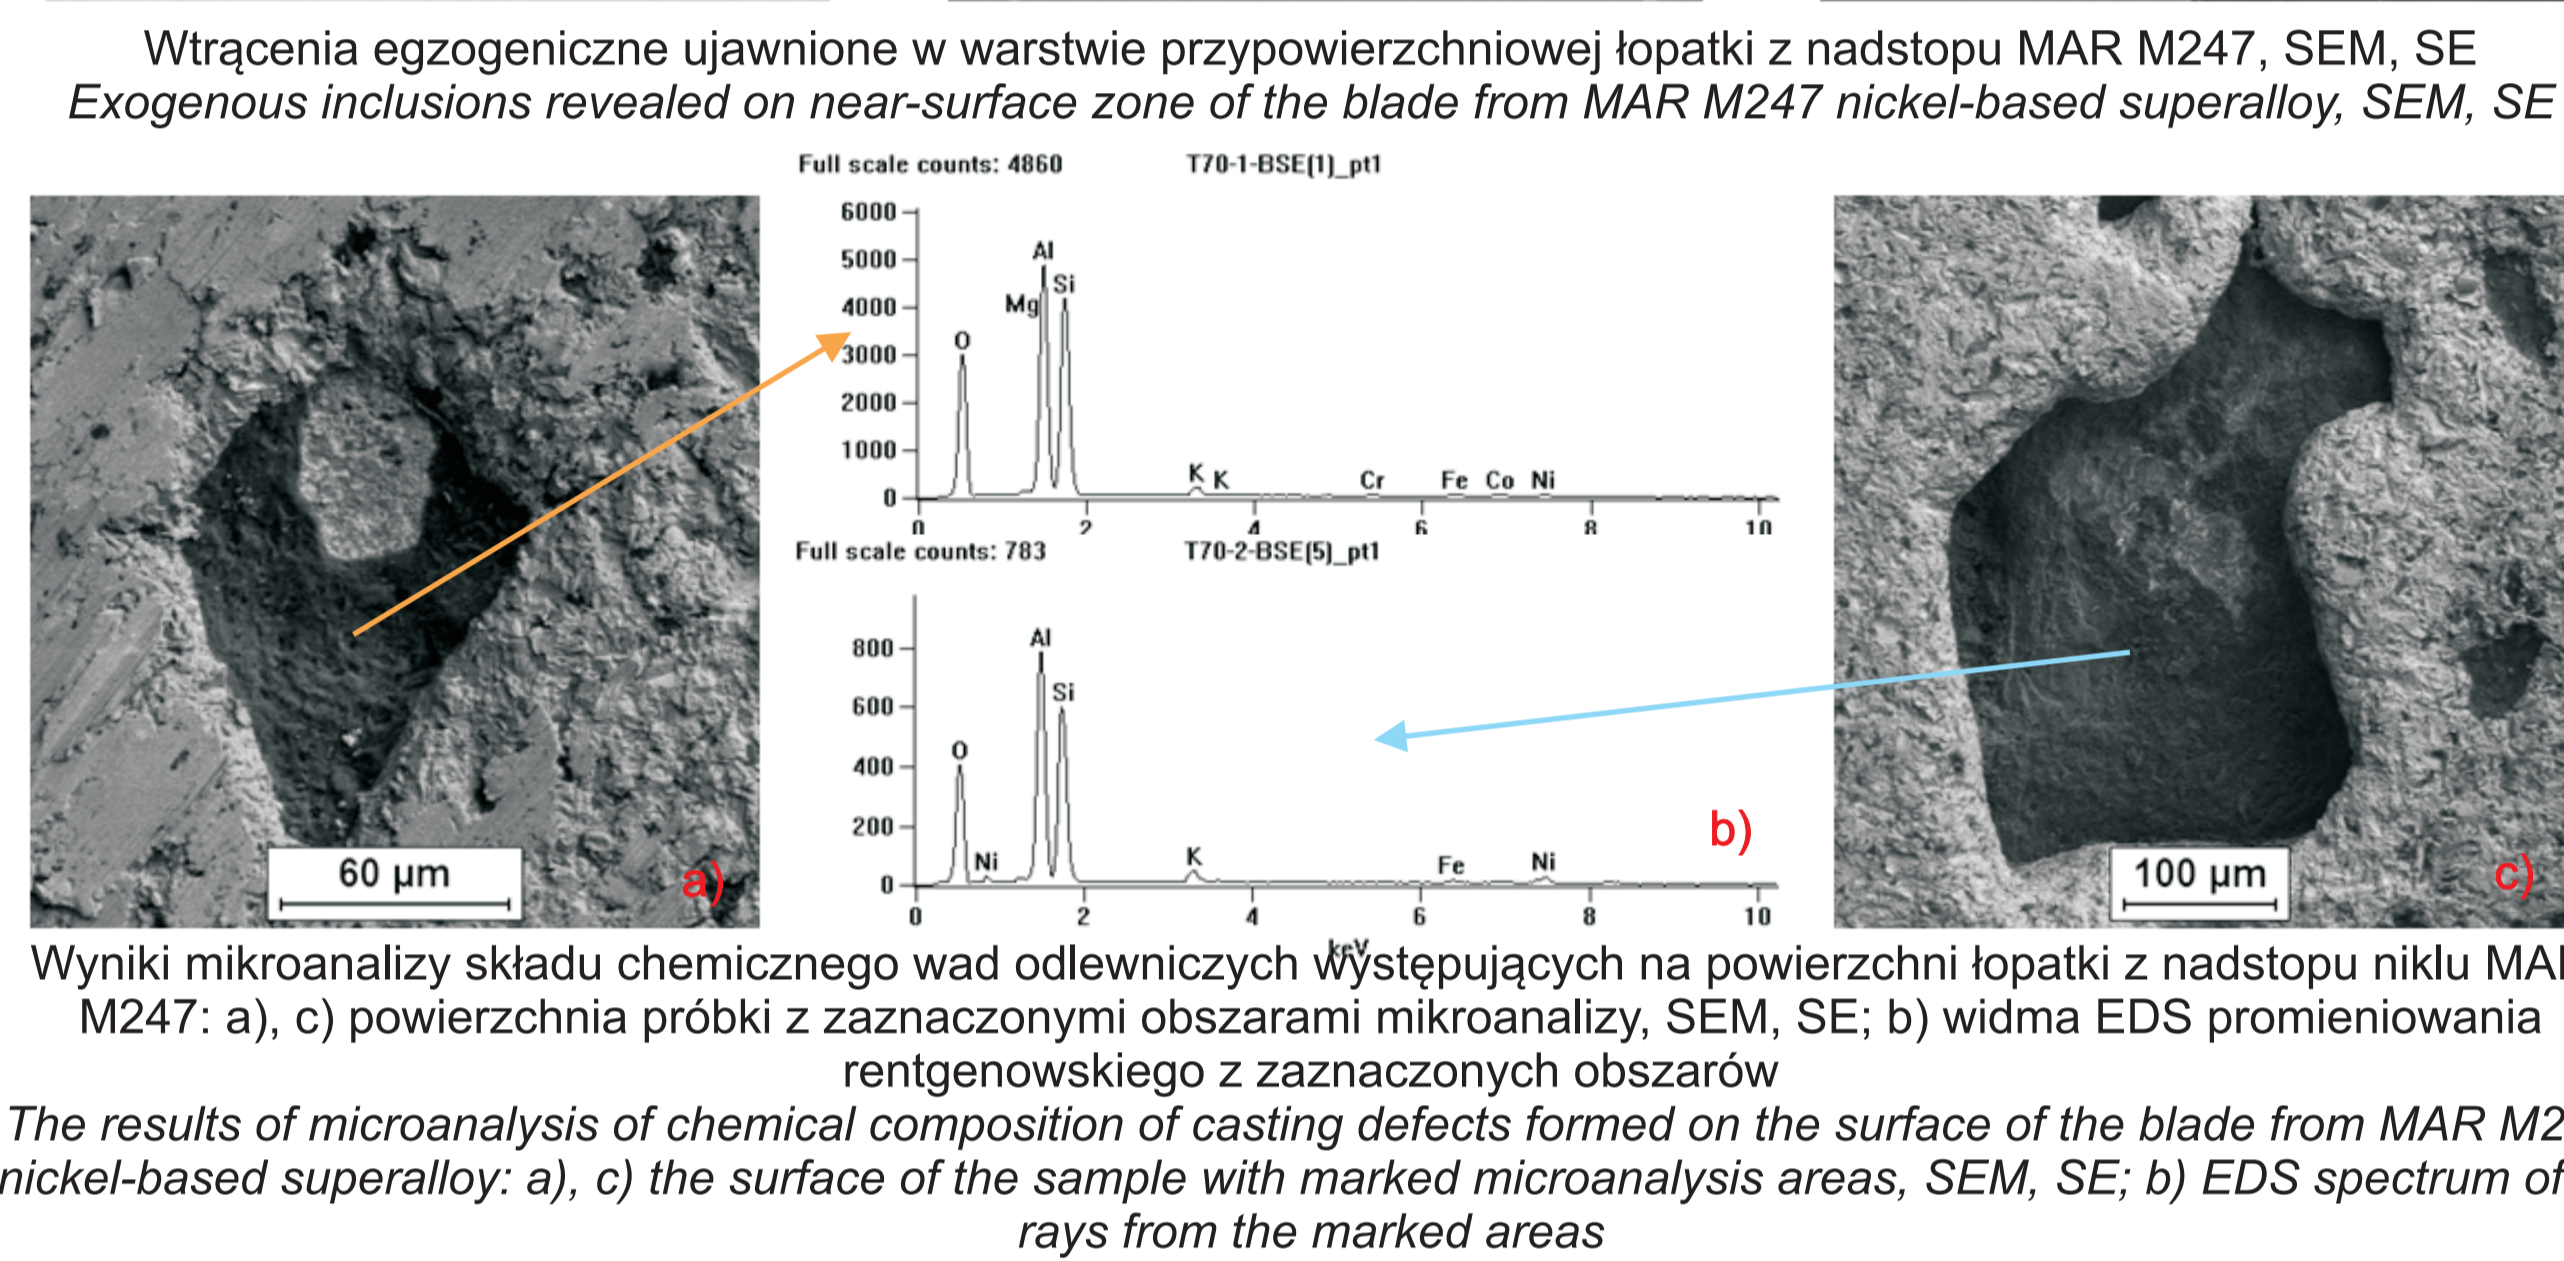 Wtrącenia egzogeniczne ujawnione w warstwie przypowierzchniowej łopatki z nadstopu MAR M247, SEM, SE
Exogenous inclusions revealed on near-surface zone of the blade from MAR M247 nickel-based superalloy, SEM, SE
Full scale counts: 4860 T70-1-BSE(1)_pt1
6000
5000
4000
3000
2000
1000
0
Al
Si
Mg
O
K K Cr Fe Co Ni
0 2 4 6 8 10
Full scale counts: 783 T70-2-BSE(5)_pt1
800
600
400
200
0
Al
Si
O
Ni K Fe Ni
0 2 4 6 8 10
keV
60 µm
a)
b)
100 µm
c)
Wyniki mikroanalizy składu chemicznego wad odlewniczych występujących na powierzchni łopatki z nadstopu niklu MA
M247: a), c) powierzchnia próbki z zaznaczonymi obszarami mikroanalizy, SEM, SE; b) widma EDS promieniowania
rentgenowskiego z zaznaczonych obszarów
The results of microanalysis of chemical composition of casting defects formed on the surface of the blade from MAR M2
nickel-based superalloy: a), c) the surface of the sample with marked microanalysis areas, SEM, SE; b) EDS spectrum of
rays from the marked areas